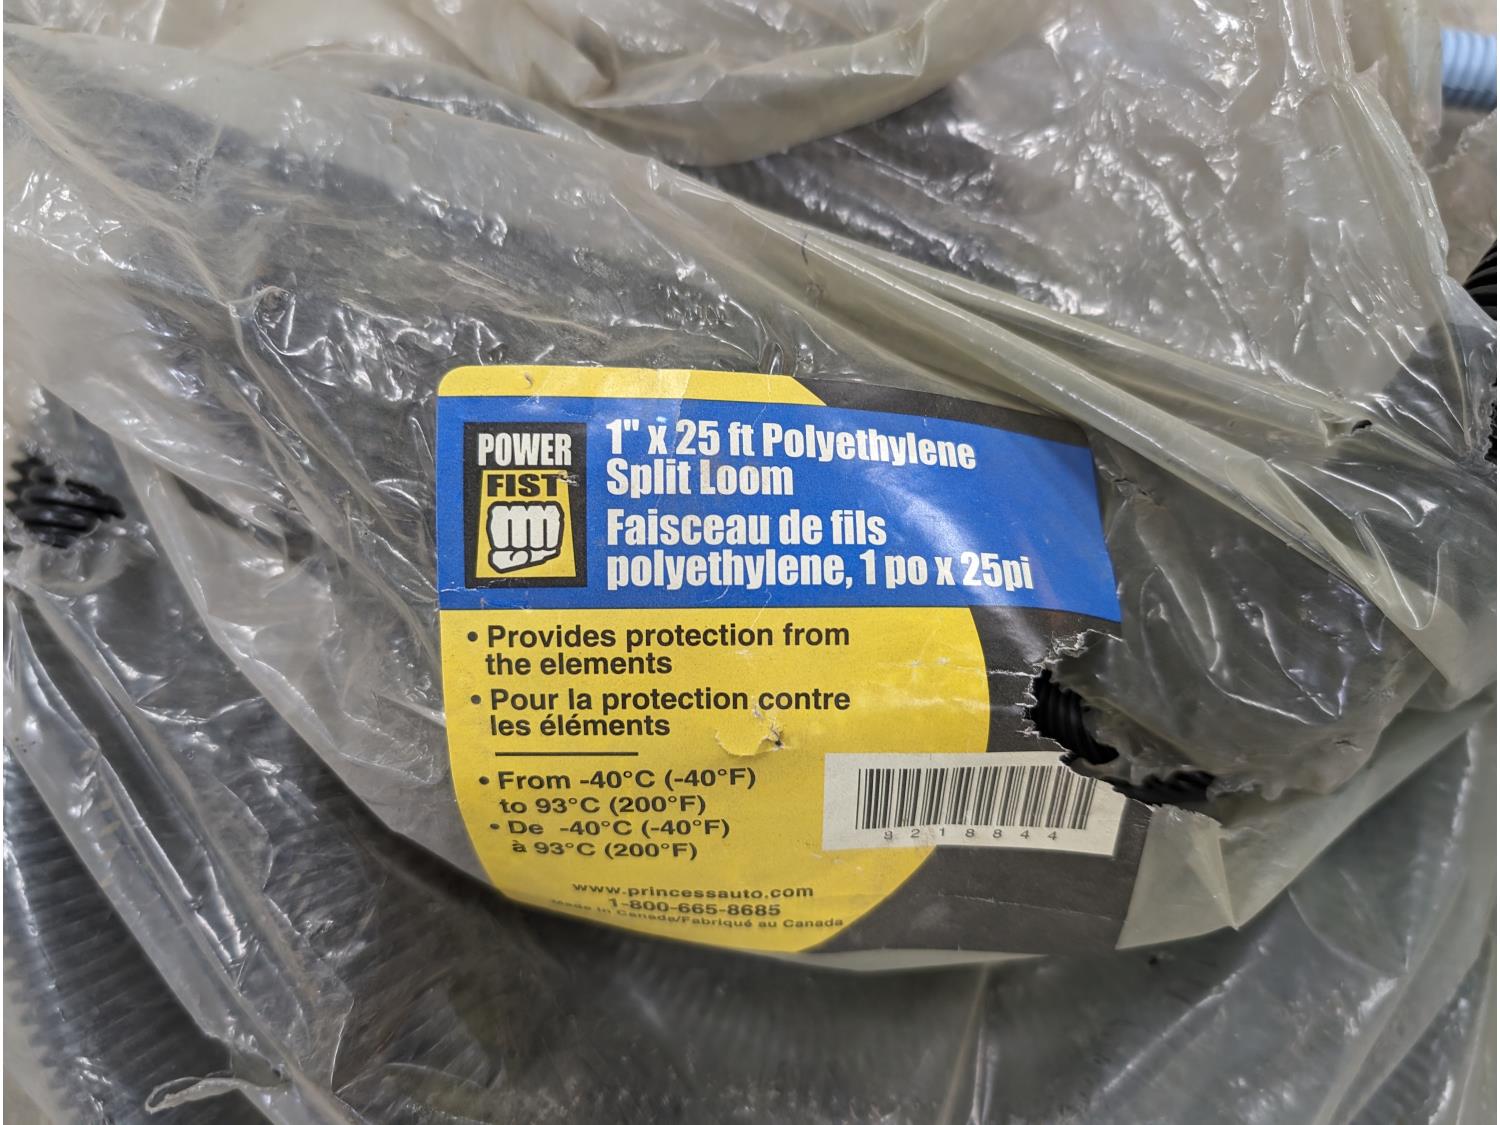 POWER
FIST
1" x 25 ft Polyethylene
Split Loom
Faisceau de fils
polyethylene, 1 po x 25pi
• Provides protection from
the elements
• Pour la protection contre
les éléments
• From -40°C (-40°F)
to 93°C (200°F)
• De -40°C (-40°F)
à 93°C (200°F)
8218844
www.princessauto.com
1-800-665-8685
Made in Canada/Fabriqué au Canada